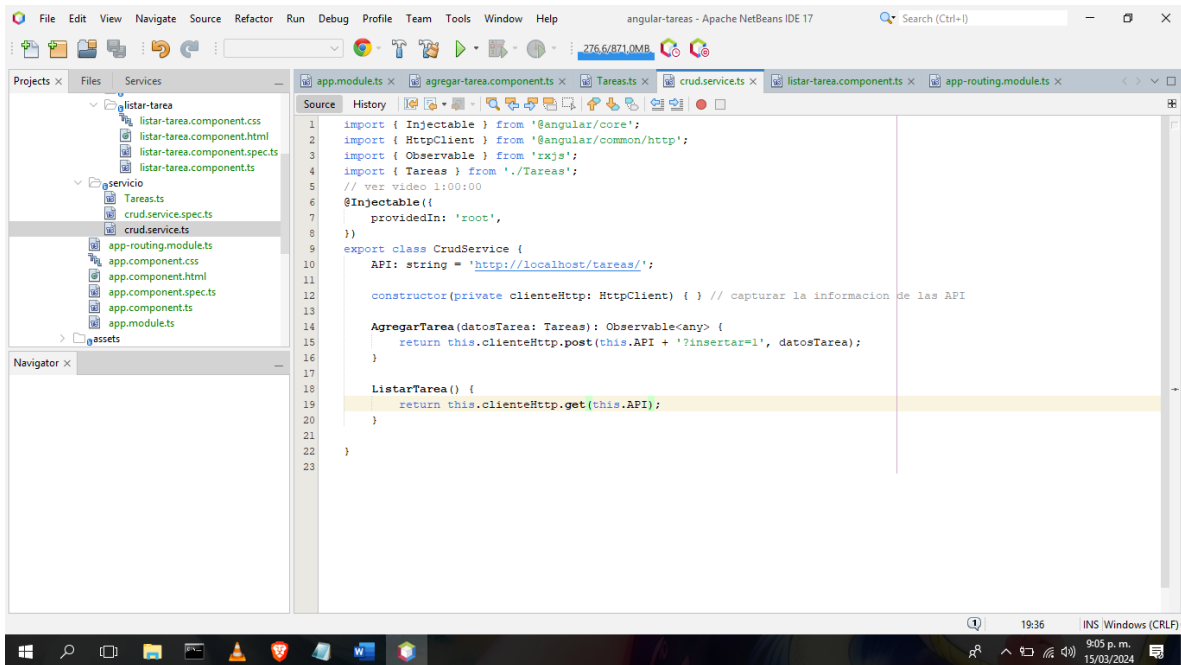 File Edit View Navigate Source Refactor Run Debug Profile Team Tools Window Help angular-tareas - Apache NetBeans IDE 17 Search (Ctrl+I)
276,6/871,0MB
Projects Files Services
listar-tarea
listar-tarea.component.css
listar-tarea.component.html
listar-tarea.component.spec.ts
listar-tarea.component.ts
servicio
Tareas.ts
crud.service.spec.ts
crud.service.ts
app-routing.module.ts
app.component.css
app.component.html
app.component.spec.ts
app.component.ts
app.module.ts
assets
Navigator
app.module.ts agregar-tarea.component.ts Tareas.ts crud.service.ts listar-tarea.component.ts app-routing.module.ts
Source History
1 import { Injectable } from '@angular/core';
2 import { HttpClient } from '@angular/common/http';
3 import { Observable } from 'rxjs';
4 import { Tareas } from './Tareas';
5 // ver video 1:00:00
6 @Injectable({
7 providedIn: 'root',
8 })
9 export class CrudService {
10 API: string = 'http://localhost/tareas/';
11
12 constructor(private clienteHttp: HttpClient) { } // capturar la informacion de las API
13
14 AgregarTarea(datosTarea: Tareas): Observable<any> {
15 return this.clienteHttp.post(this.API + '?insertar=1', datosTarea);
16 }
17
18 ListarTarea() {
19 return this.clienteHttp.get(this.API);
20 }
21
22 }
23
1 19:36 INS Windows (CRLF)
9:05 p. m.
15/03/2024